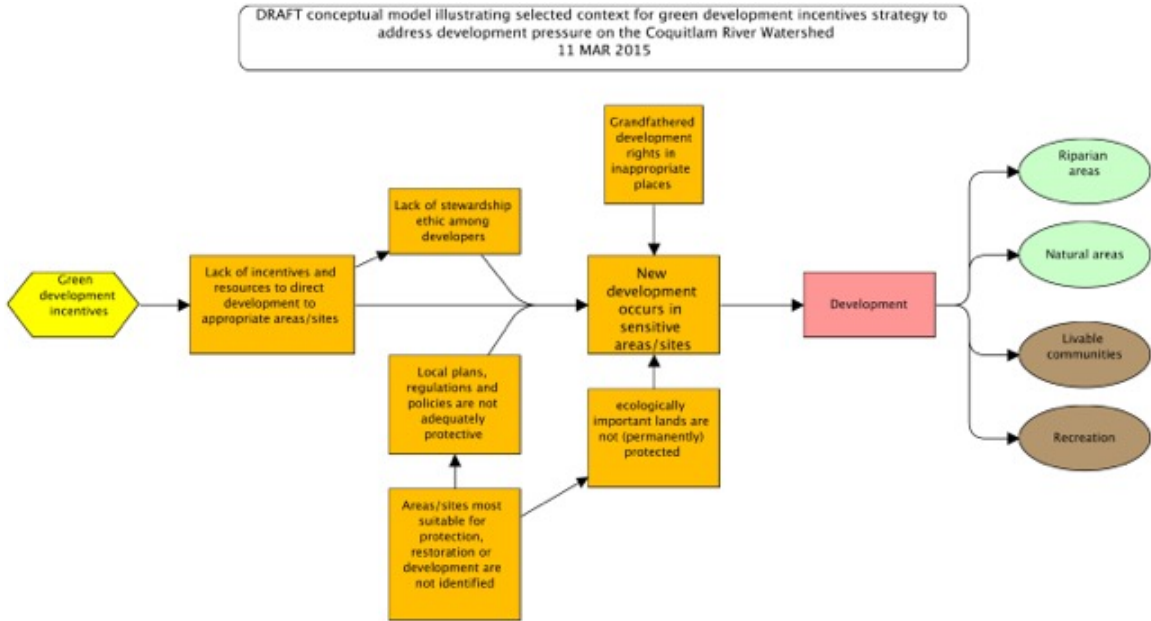 DRAFT conceptual model illustrating selected context for green development incentives strategy to
address development pressure on the Coquitlam River Watershed
11 MAR 2015
Grandfathered
development
rights in
inappropriate
places
Riparian
areas
Lack of stewardship
ethic among
developers
Natural areas
Green
development
incentives
Lack of incentives and
resources to direct
development to
appropriate areas/sites
New
development
occurs in
sensitive
areas/sites
Development
Livable
communities
Local plans,
regulations and
policies are not
adequately
protective
ecologically
important lands are
not (permanently)
protected
Recreation
Areas/sites most
suitable for
protection,
restoration or
development are
not identified